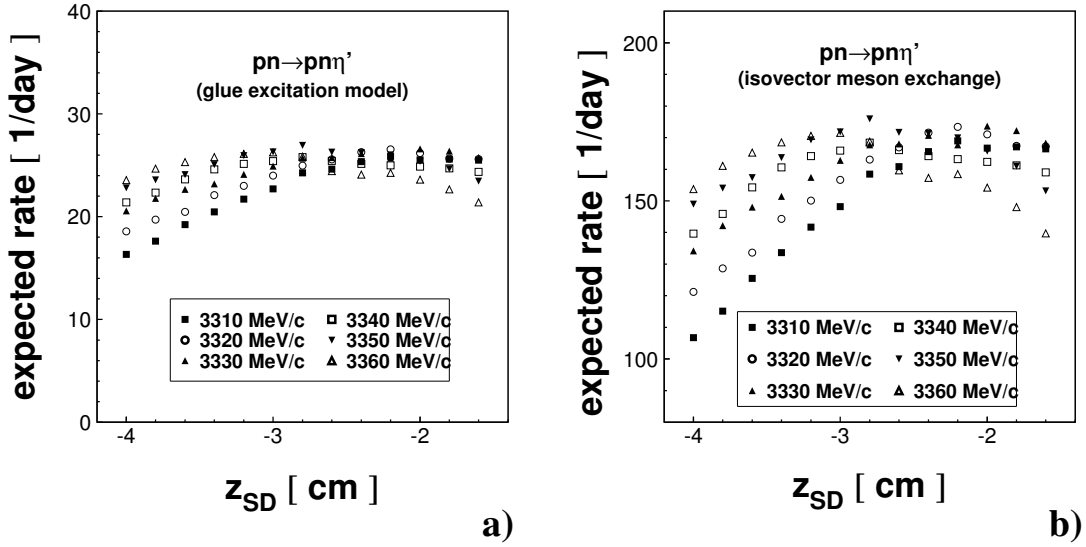 40
30
20
10
0
expected rate [ 1/day ]
pn→pnη’
(glue excitation model)
3310 MeV/c
3320 MeV/c
3330 MeV/c
3340 MeV/c
3350 MeV/c
3360 MeV/c
-4 -3 -2
z_SD [ cm ]
a)
200
150
100
expected rate [ 1/day ]
pn→pnη’
(isovector meson exchange)
3310 MeV/c
3320 MeV/c
3330 MeV/c
3340 MeV/c
3350 MeV/c
3360 MeV/c
-4 -3 -2
z_SD [ cm ]
b)